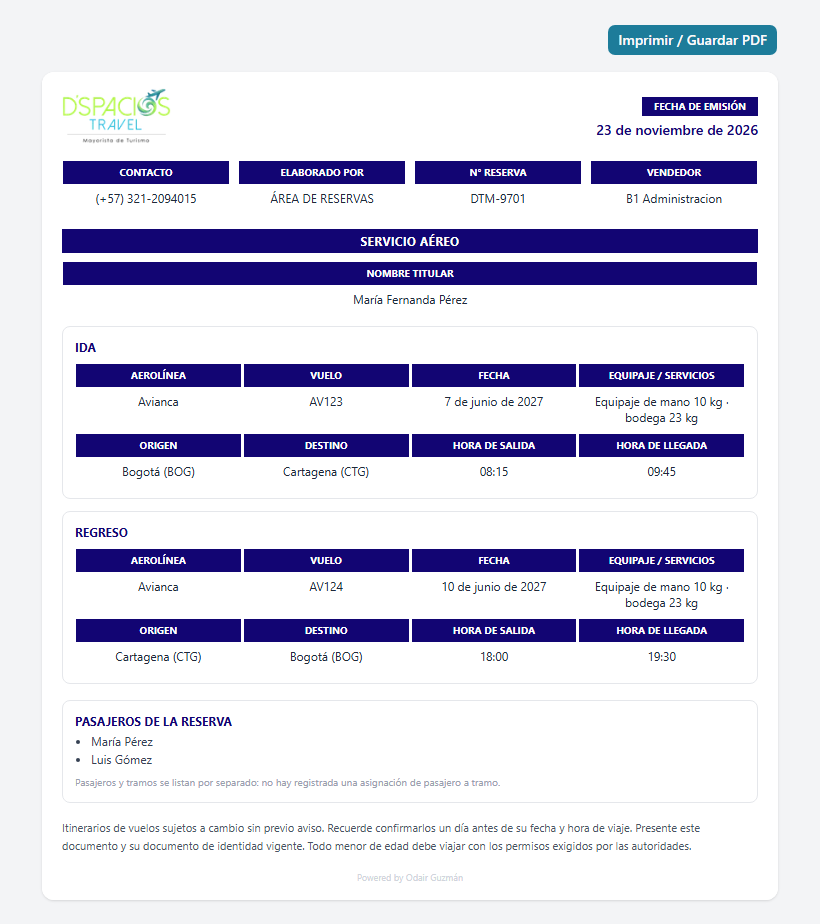 Imprimir / Guardar PDF
D'SPACIOS
TRAVEL
Mayorista de Turismo
FECHA DE EMISIÓN
23 de noviembre de 2026
CONTACTO ELABORADO POR N° RESERVA VENDEDOR
(+57) 321-2094015 ÁREA DE RESERVAS DTM-9701 B1 Administracion
SERVICIO AÉREO
NOMBRE TITULAR
María Fernanda Pérez
IDA
AEROLÍNEA VUELO FECHA EQUIPAJE / SERVICIOS
Avianca AV123 7 de junio de 2027 Equipaje de mano 10 kg ·
bodega 23 kg
ORIGEN DESTINO HORA DE SALIDA HORA DE LLEGADA
Bogotá (BOG) Cartagena (CTG) 08:15 09:45
REGRESO
AEROLÍNEA VUELO FECHA EQUIPAJE / SERVICIOS
Avianca AV124 10 de junio de 2027 Equipaje de mano 10 kg ·
bodega 23 kg
ORIGEN DESTINO HORA DE SALIDA HORA DE LLEGADA
Cartagena (CTG) Bogotá (BOG) 18:00 19:30
PASAJEROS DE LA RESERVA
• María Pérez
• Luis Gómez
Pasajeros y tramos se listan por separado: no hay registrada una asignación de pasajero a tramo.
Itinerarios de vuelos sujetos a cambio sin previo aviso. Recuerde confirmarlos un día antes de su fecha y hora de viaje. Presente este
documento y su documento de identidad vigente. Todo menor de edad debe viajar con los permisos exigidos por las autoridades.
Powered by Odair Guzmán